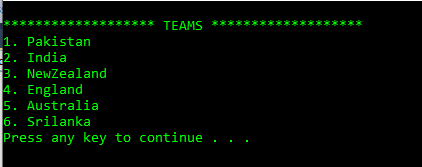 ******************* TEAMS *******************
1. Pakistan
2. India
3. NewZealand
4. England
5. Australia
6. Srilanka
Press any key to continue . . .